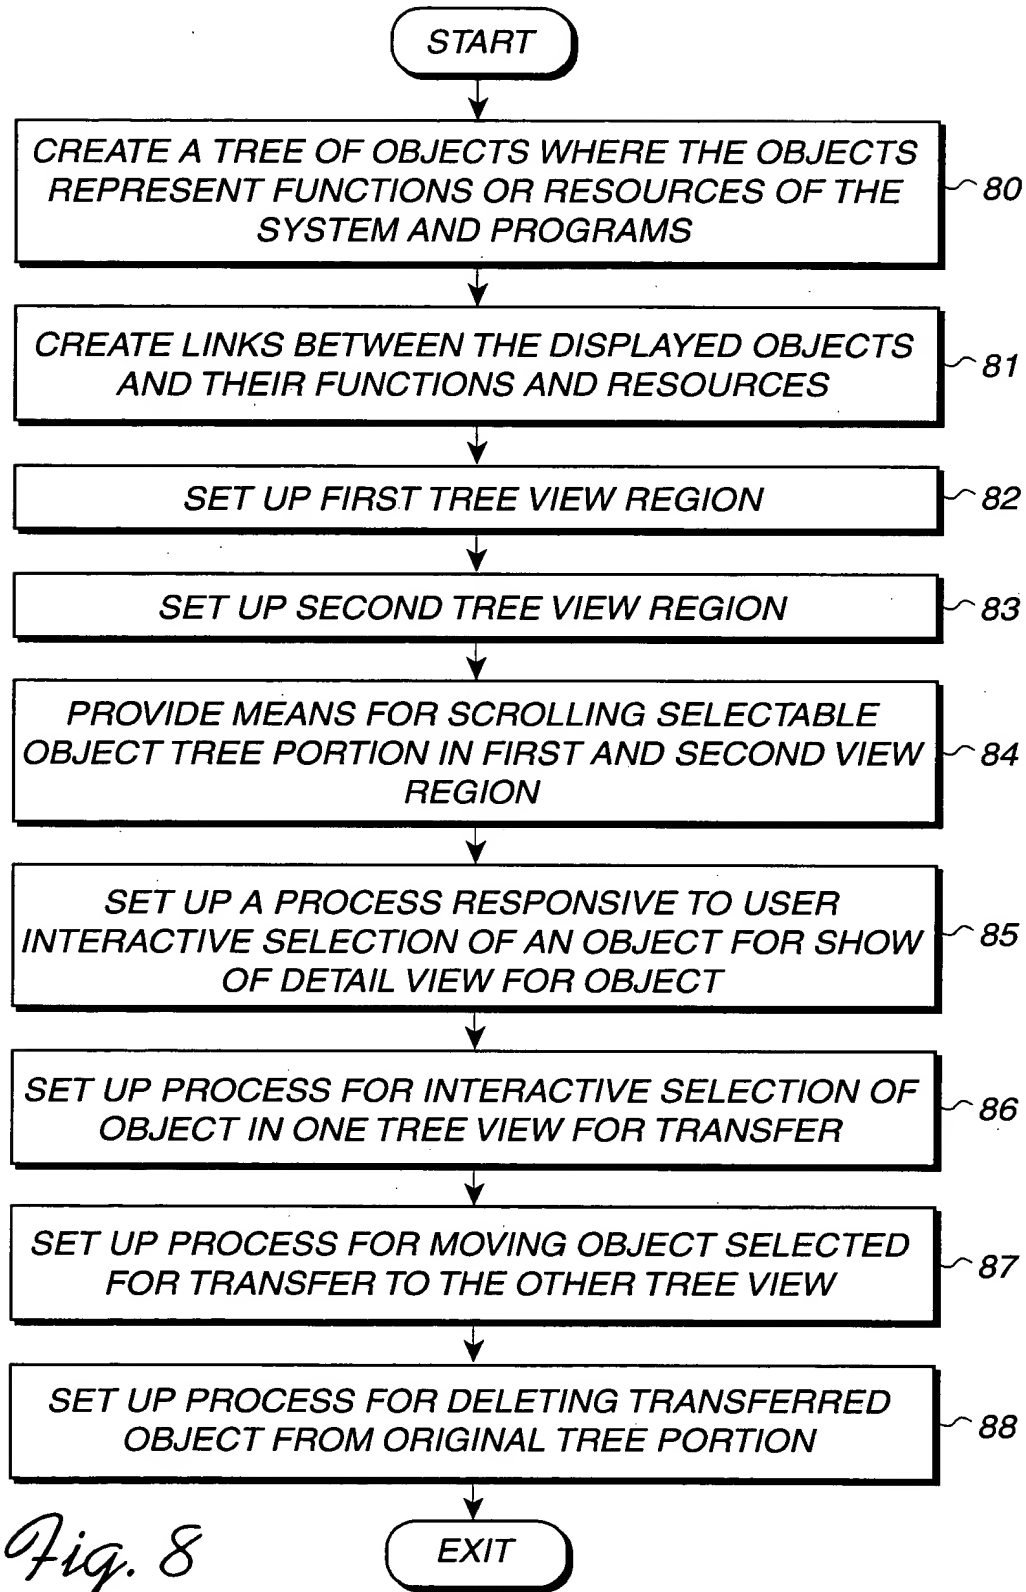 START
CREATE A TREE OF OBJECTS WHERE THE OBJECTS
REPRESENT FUNCTIONS OR RESOURCES OF THE
SYSTEM AND PROGRAMS
80
CREATE LINKS BETWEEN THE DISPLAYED OBJECTS
AND THEIR FUNCTIONS AND RESOURCES
81
SET UP FIRST TREE VIEW REGION
82
SET UP SECOND TREE VIEW REGION
83
PROVIDE MEANS FOR SCROLLING SELECTABLE
OBJECT TREE PORTION IN FIRST AND SECOND VIEW
REGION
84
SET UP A PROCESS RESPONSIVE TO USER
INTERACTIVE SELECTION OF AN OBJECT FOR SHOW
OF DETAIL VIEW FOR OBJECT
85
SET UP PROCESS FOR INTERACTIVE SELECTION OF
OBJECT IN ONE TREE VIEW FOR TRANSFER
86
SET UP PROCESS FOR MOVING OBJECT SELECTED
FOR TRANSFER TO THE OTHER TREE VIEW
87
SET UP PROCESS FOR DELETING TRANSFERRED
OBJECT FROM ORIGINAL TREE PORTION
88
EXIT
Fig. 8